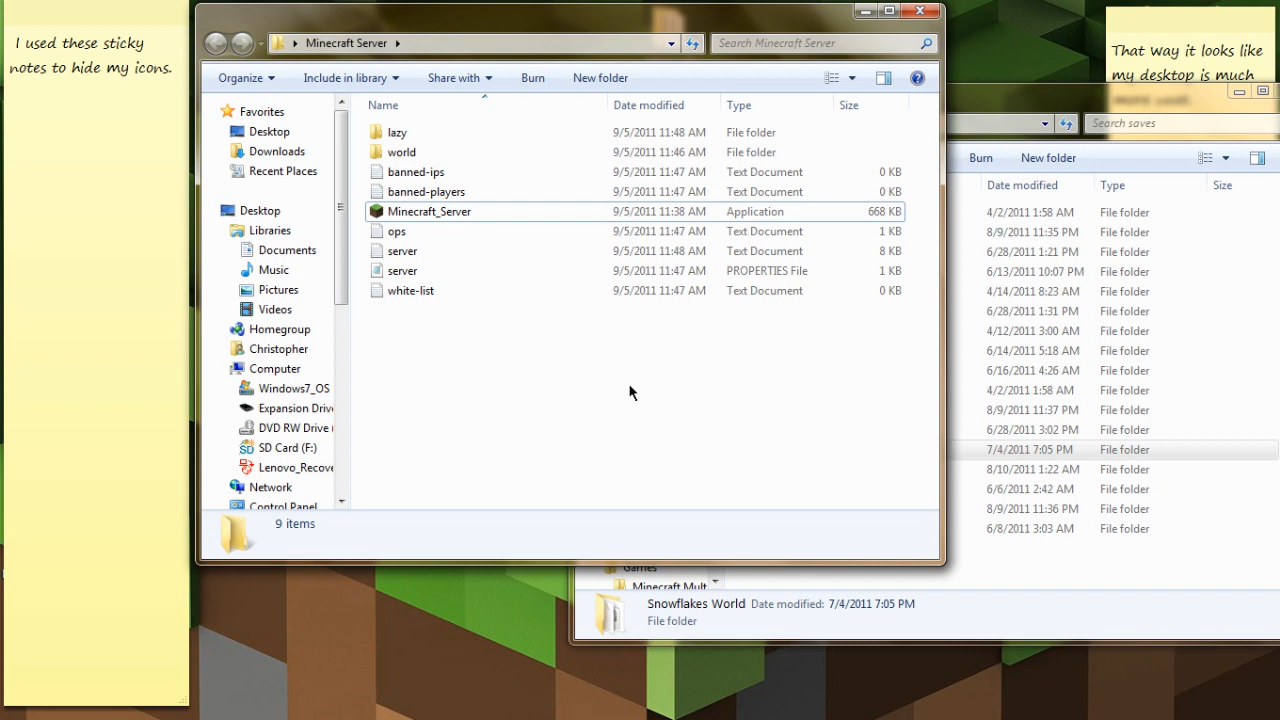 I used these sticky
notes to hide my icons.
Minecraft Server
Search Minecraft Server
Organize
Include in library
Share with
Burn
New folder
Favorites
Desktop
Downloads
Recent Places
Desktop
Libraries
Documents
Music
Pictures
Videos
Homegroup
Christopher
Computer
Windows7_OS
Expansion Drive
DVD RW Drive (
SD Card (F:)
Lenovo_Recove
Network
Control Panel
Name Date modified Type Size
lazy 9/5/2011 11:48 AM File folder
world 9/5/2011 11:46 AM File folder
banned-ips 9/5/2011 11:47 AM Text Document 0 KB
banned-players 9/5/2011 11:47 AM Text Document 0 KB
Minecraft_Server 9/5/2011 11:38 AM Application 668 KB
ops 9/5/2011 11:47 AM Text Document 1 KB
server 9/5/2011 11:48 AM Text Document 8 KB
server 9/5/2011 11:47 AM PROPERTIES File 1 KB
white-list 9/5/2011 11:47 AM Text Document 0 KB
9 items
That way it looks like
my desktop is much
Search saves
Burn
New folder
Date modified Type Size
4/2/2011 1:58 AM File folder
8/9/2011 11:35 PM File folder
6/28/2011 1:21 PM File folder
6/13/2011 10:07 PM File folder
4/14/2011 8:23 AM File folder
6/28/2011 1:31 PM File folder
4/12/2011 3:00 AM File folder
6/14/2011 5:18 AM File folder
6/16/2011 4:26 AM File folder
4/2/2011 1:58 AM File folder
8/9/2011 11:37 PM File folder
6/28/2011 3:02 PM File folder
7/4/2011 7:05 PM File folder
8/10/2011 1:22 AM File folder
6/6/2011 2:42 AM File folder
8/9/2011 11:36 PM File folder
6/8/2011 3:03 AM File folder
Games
Minecraft Mult
Snowflakes World Date modified: 7/4/2011 7:05 PM
File folder